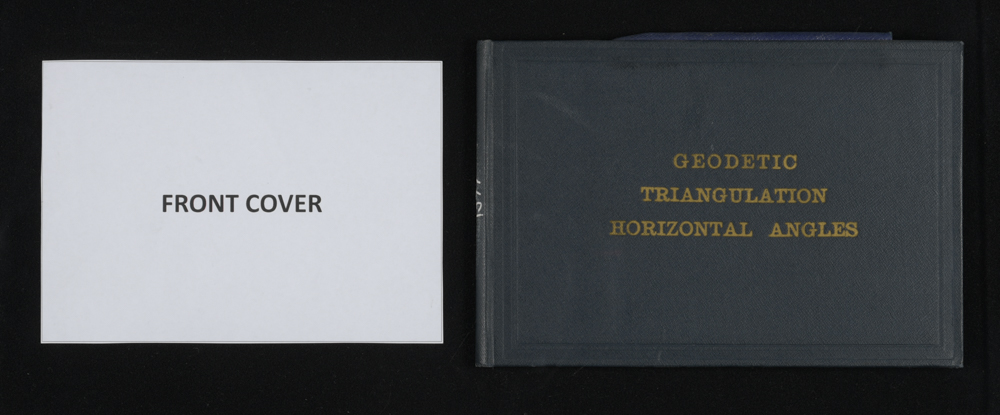 FRONT COVER
GEODETIC
TRIANGULATION
HORIZONTAL ANGLES